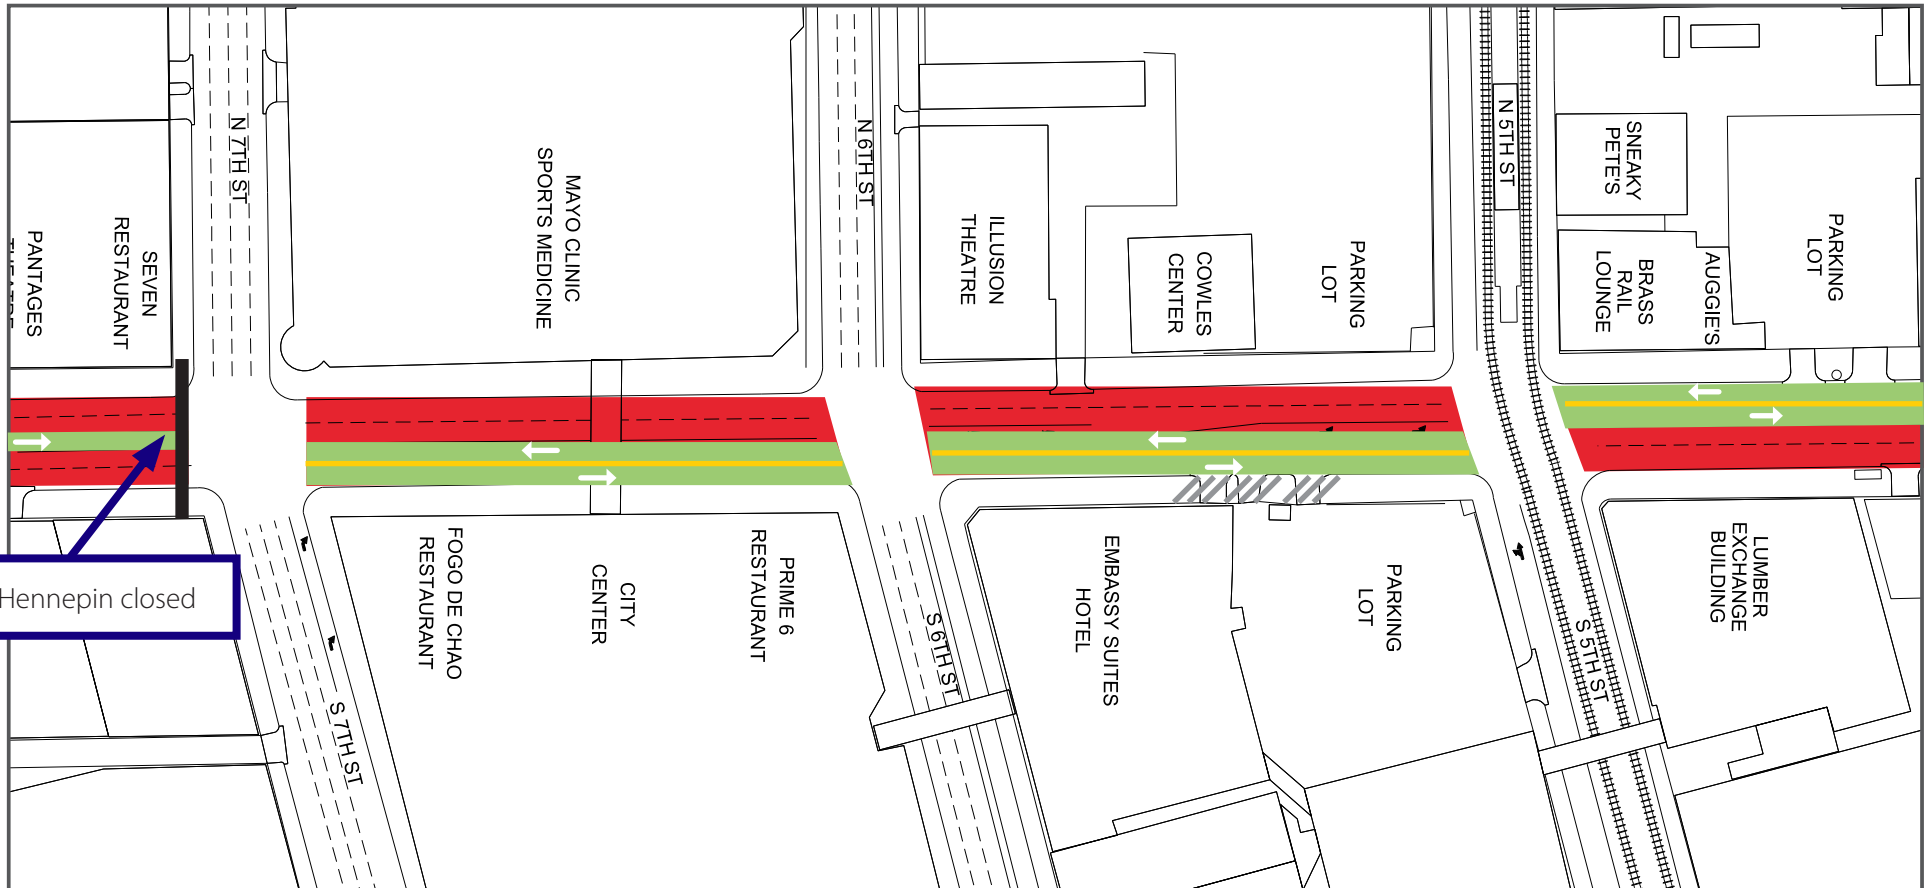 N 7TH ST
N 6TH ST
N 5TH ST
SNEAKY
PETE'S
MAYO CLINIC
SPORTS MEDICINE
ILLUSION
THEATRE
COWLES
CENTER
PARKING
LOT
PARKING
LOT
BRASS
RAIL
LOUNGE
AUGGIE'S
SEVEN
RESTAURANT
PANTAGES
Hennepin closed
FOGO DE CHAO
RESTAURANT
CITY
CENTER
PRIME 6
RESTAURANT
EMBASSY SUITES
HOTEL
PARKING
LOT
LUMBER
EXCHANGE
BUILDING
S 7TH ST
S 6TH ST
S 5TH ST